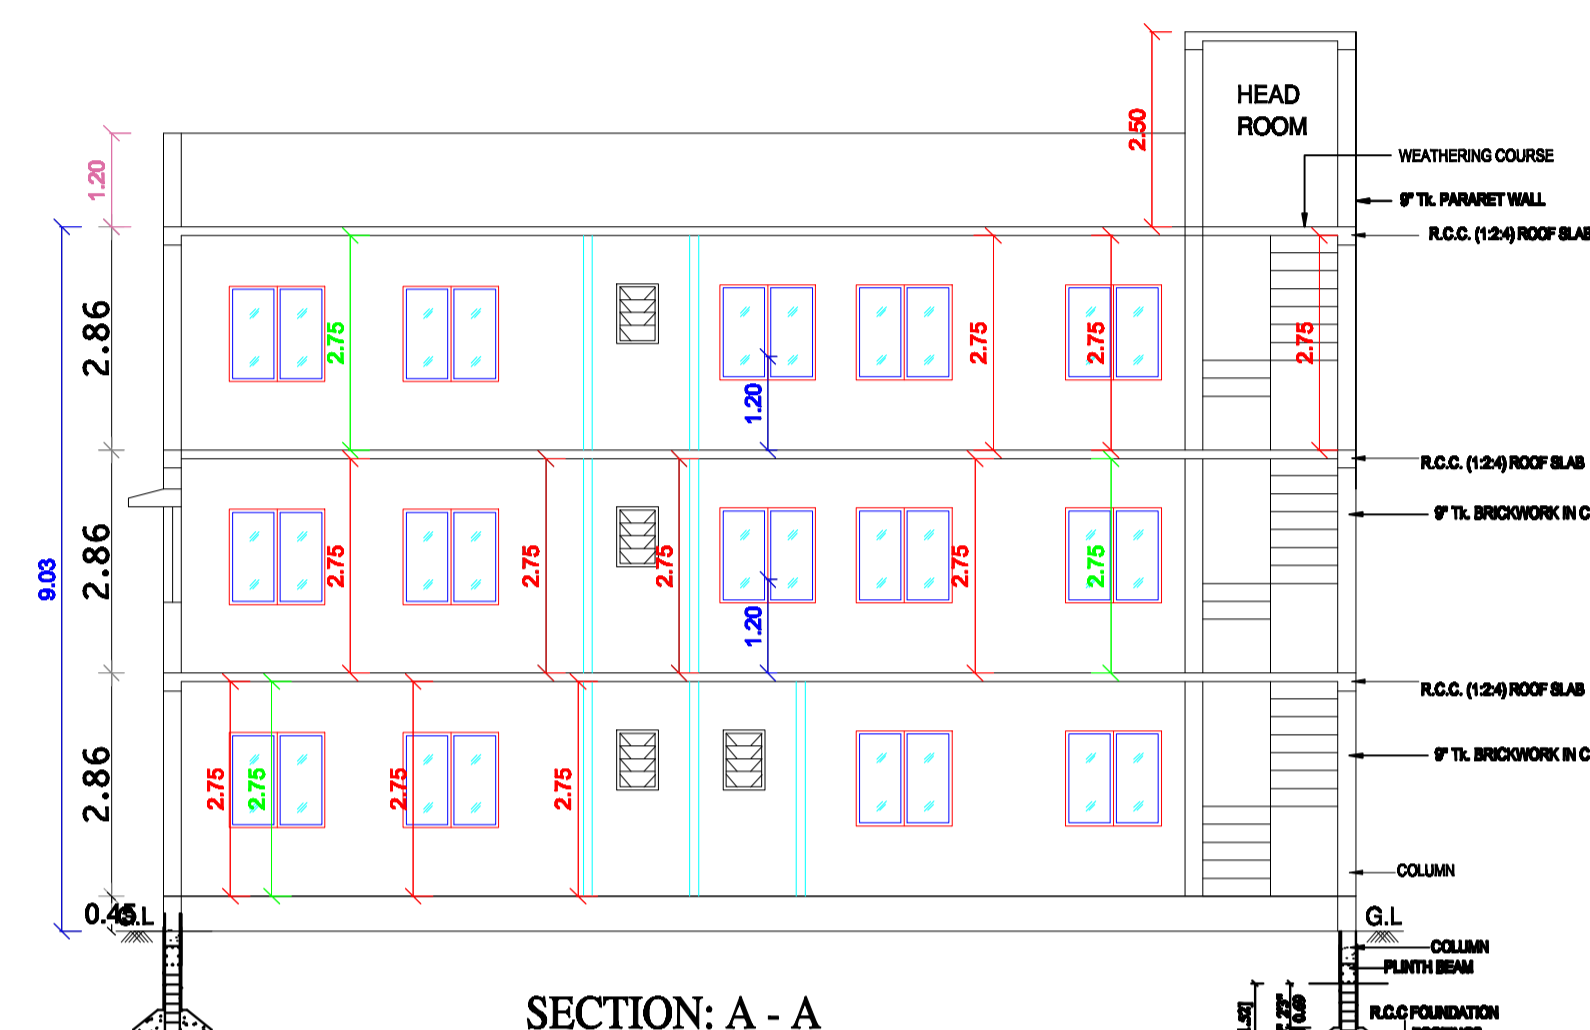 HEAD
ROOM
2.50
1.20
WEATHERING COURSE
9" Tk. PARARET WALL
R.C.C. (1:2:4) ROOF SLAB
2.86
2.75
2.75
2.75
2.75
1.20
R.C.C. (1:2:4) ROOF SLAB
9" Tk. BRICKWORK IN C
9.03
2.86
2.75
2.75
2.75
2.75
2.75
1.20
R.C.C. (1:2:4) ROOF SLAB
9" Tk. BRICKWORK IN C
2.86
2.75
2.75
2.75
2.75
COLUMN
0.45
G.L
G.L
COLUMN
PLINTH BEAM
SECTION: A - A
0.69
R.C.C FOUNDATION